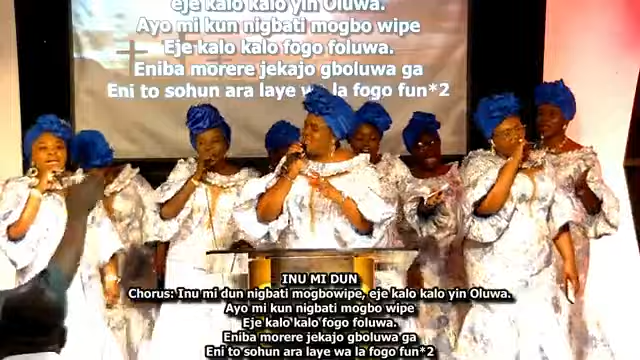 eje kalo kalo yin Oluwa.
Ayo mi kun nigbati mogbo wipe
Eje kalo kalo fogo foluwa.
Eniba morere jekajo gboluwa ga
Eni to sohun ara laye wa la fogo fun*2
INU MI DUN
Chorus: Inu mi dun nigbati mogbowipe, eje kalo kalo yin Oluwa.
Ayo mi kun nigbati mogbo wipe
Eje kalo kalo fogo foluwa.
Eniba morere jekajo gboluwa ga
Eni to sohun ara laye wa la fogo fun*2